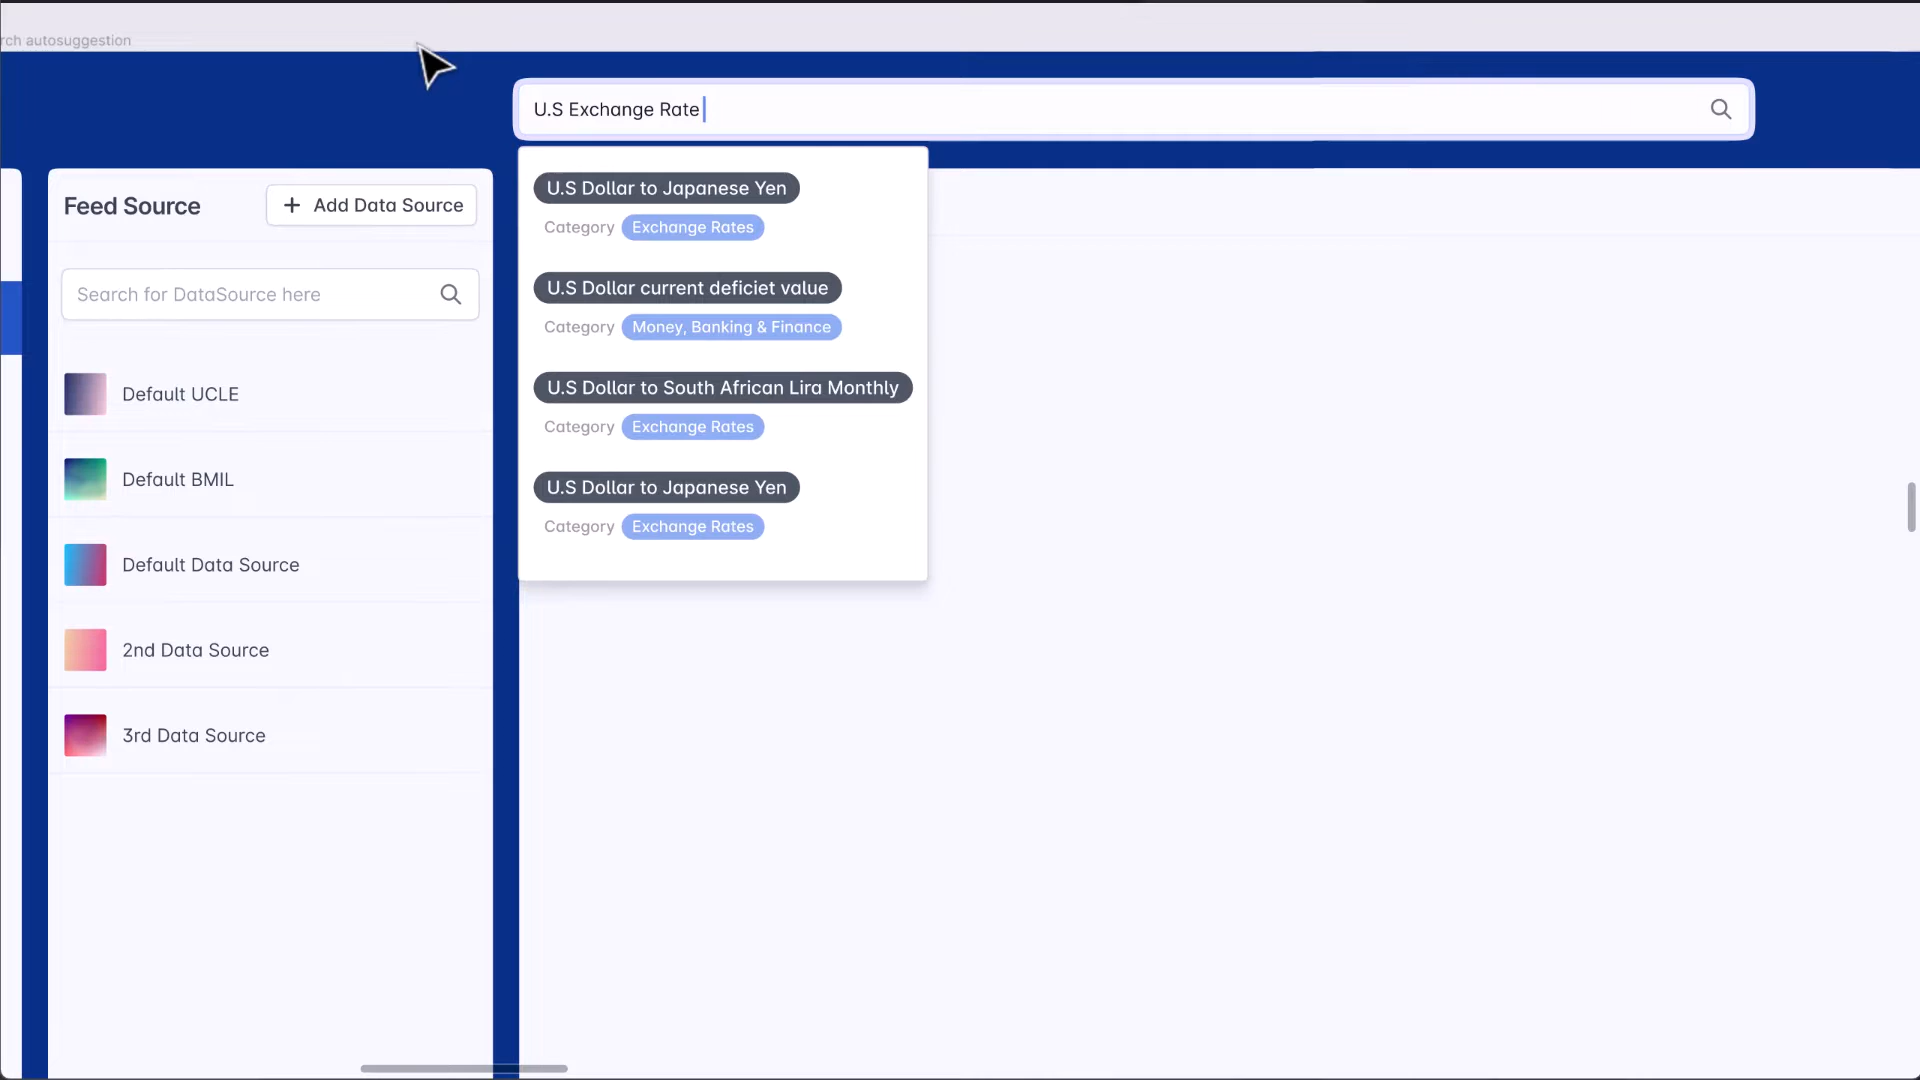 autosuggestion
U.S Exchange Rate
Feed Source
Add Data Source
Search for DataSource here
Default UCLE
Default BMIL
Default Data Source
2nd Data Source
3rd Data Source
U.S Dollar to Japanese Yen
Category Exchange Rates
U.S Dollar current deficiet value
Category Money, Banking & Finance
U.S Dollar to South African Lira Monthly
Category Exchange Rates
U.S Dollar to Japanese Yen
Category Exchange Rates